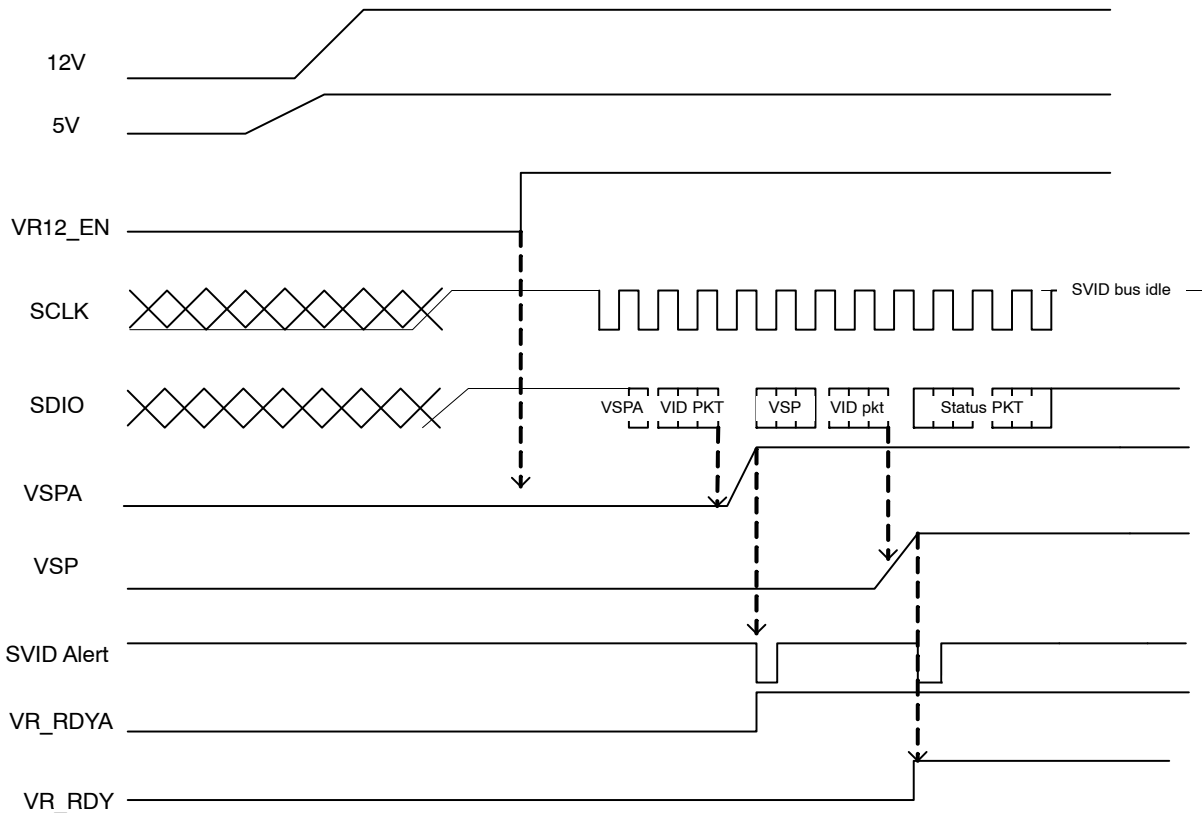 12V
5V
VR12_EN
SCLK
SVID bus idle
SDIO
VSPA VID PKT VSP VID pkt Status PKT
VSPA
VSP
SVID Alert
VR_RDYA
VR_RDY